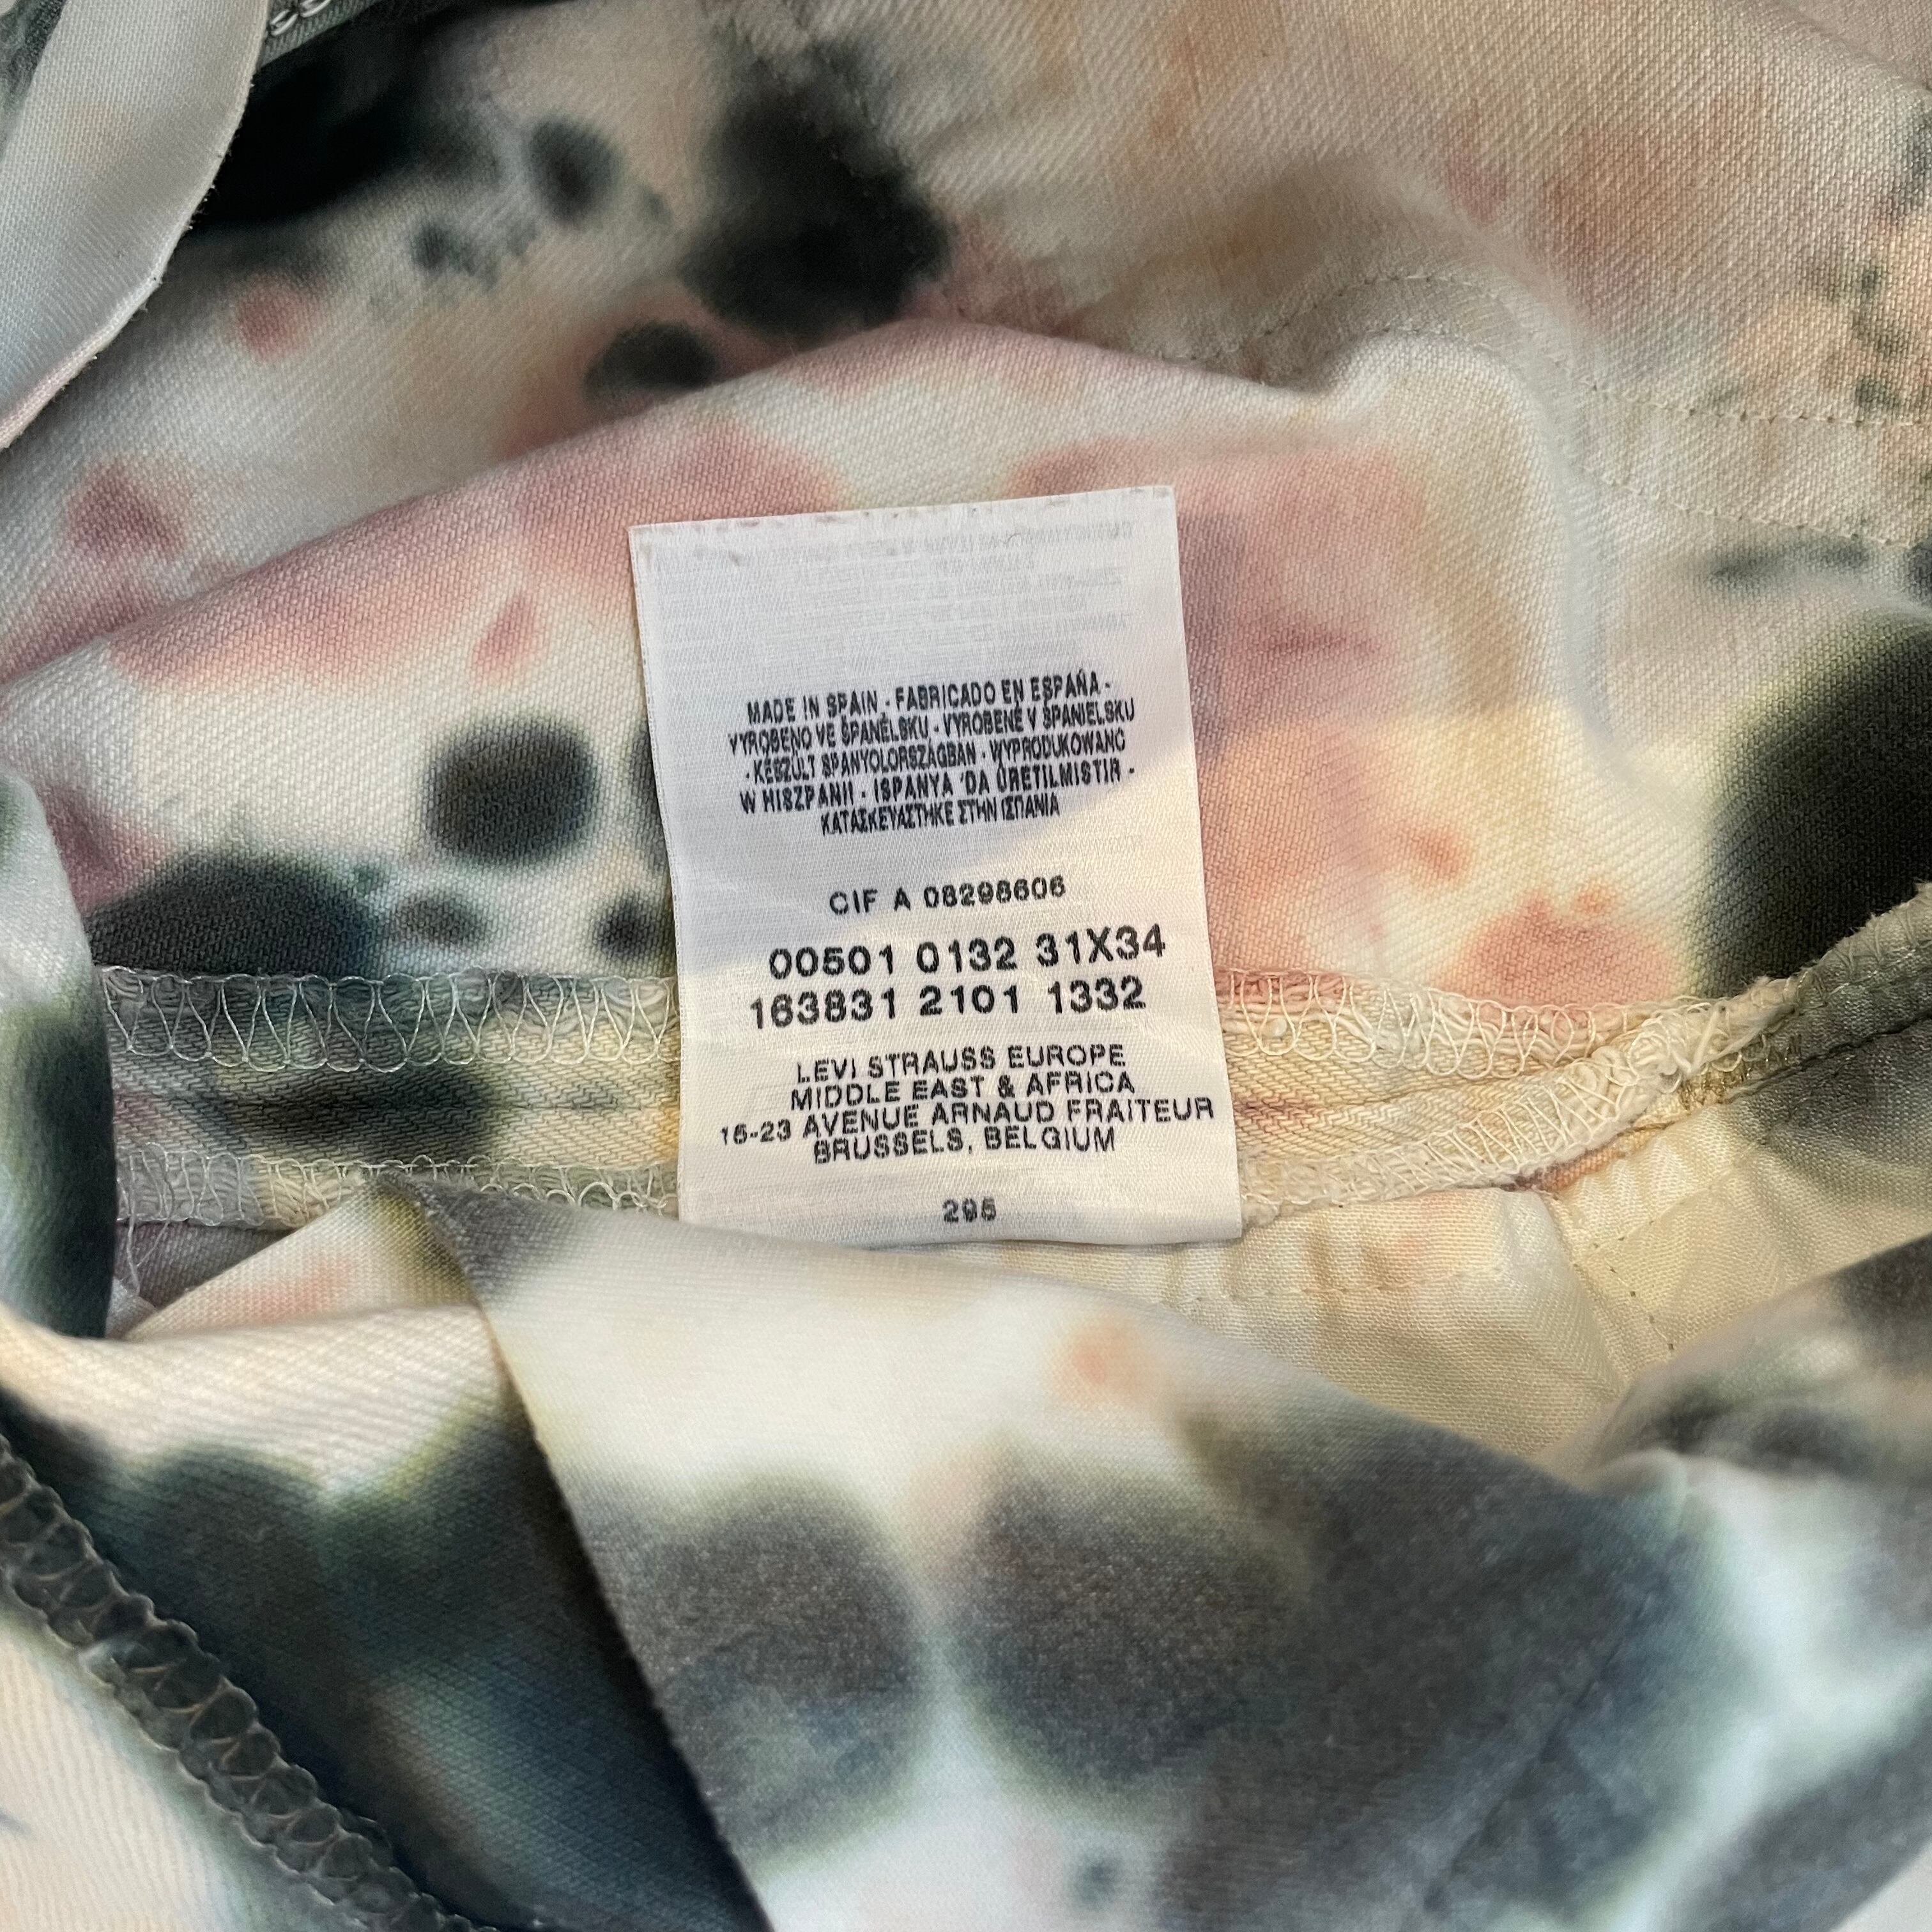 MADE IN SPAIN - FABRICADO EN ESPAÑA -
VYROBENO VE ŠPANĚLSKU - VYROBENÉ V ŠPANIELSKU
- KÉSZÜLT SPANYOLORSZÁGBAN - WYPRODUKOWANO
W HISZPANII - ISPANYA 'DA ÜRETILMISTIR -
ΚΑΤΑΣΚΕΥΑΣΤΗΚΕ ΣΤΗΝ ΙΣΠΑΝΙΑ
CIF A 08298606
00501 0132 31X34
163831 2101 1332
LEVI STRAUSS EUROPE
MIDDLE EAST & AFRICA
15-23 AVENUE ARNAUD FRAITEUR
BRUSSELS, BELGIUM
295